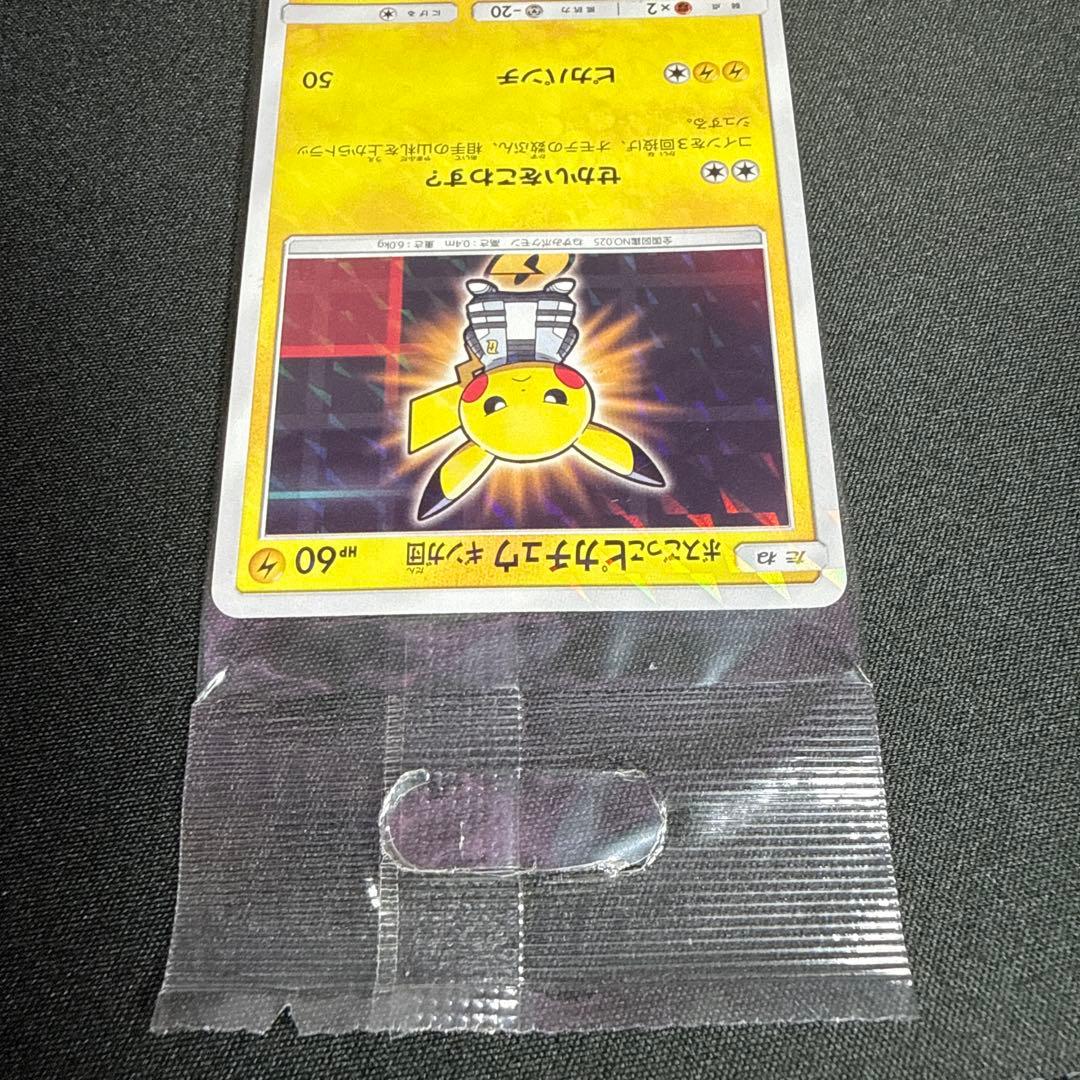 たね ボスごっこピカチュウ ギンガ団 HP 60
だん
全国図鑑NO.025 ねずみポケモン 高さ:0.4m 重さ:6.0kg
せかいをこわす?
コインを3回投げ、オモテの数ぶん、相手の山札を上からトラッ
シュする。
ピカパンチ 50
弱点 ×2 抵抗力 -20 にげる